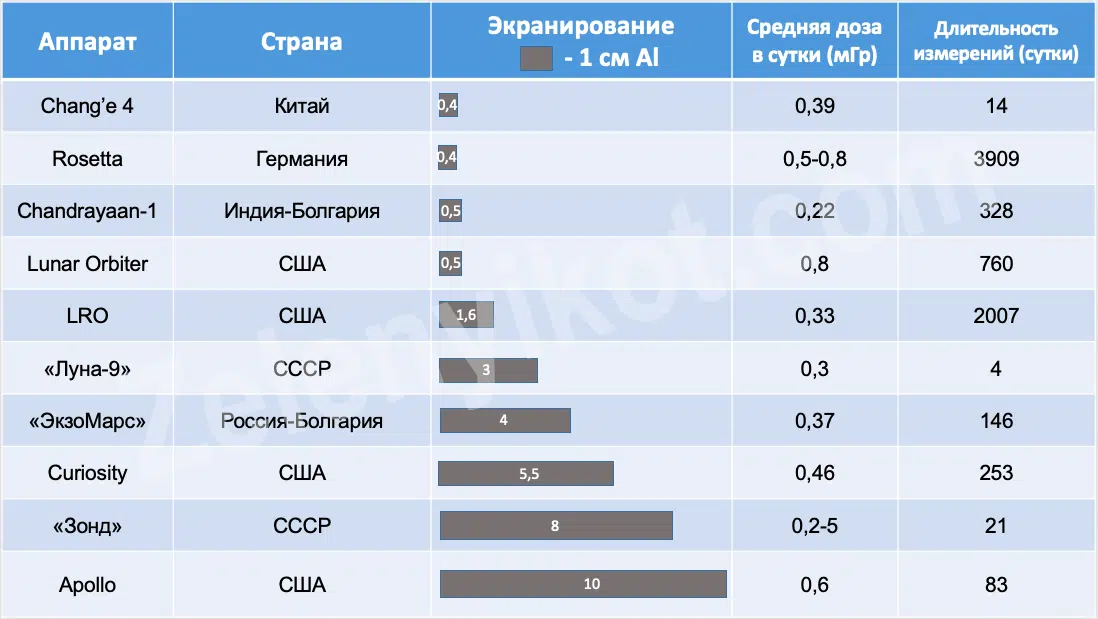 Аппарат
Страна
Экранирование
- 1 см Al
Средняя доза
в сутки (мГр)
Длительность
измерений (сутки)
Chang’e 4 Китай 0,4 0,39 14
Rosetta Германия 0,4 0,5-0,8 3909
Chandrayaan-1 Индия-Болгария 0,5 0,22 328
Lunar Orbiter США 0,5 0,8 760
LRO США 1,6 0,33 2007
«Луна-9» СССР 3 0,3 4
«ЭкзоМарс» Россия-Болгария 4 0,37 146
Curiosity США 5,5 0,46 253
«Зонд» СССР 8 0,2-5 21
Apollo США 10 0,6 83
Zelenyikot.com